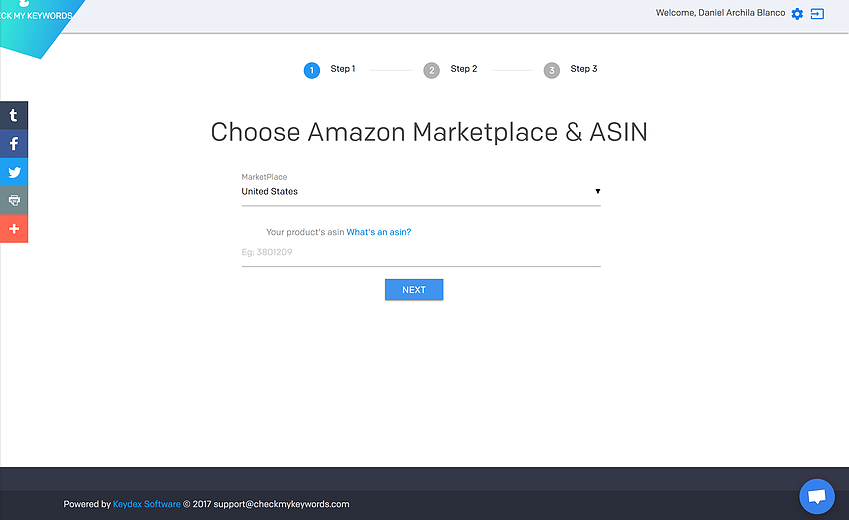 CK MY KEYWORDS
Welcome, Daniel Archila Blanco
1 Step 1 2 Step 2 3 Step 3
Choose Amazon Marketplace & ASIN
MarketPlace
United States
Your product's asin What's an asin?
Eg: 3801209
NEXT
Powered by Keydex Software © 2017 support@checkmykeywords.com